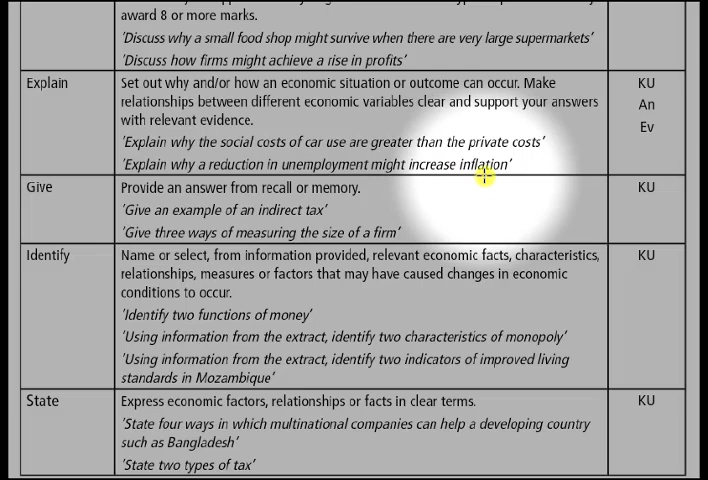 award 8 or more marks.
'Discuss why a small food shop might survive when there are very large supermarkets'
'Discuss how firms might achieve a rise in profits'
Explain
Set out why and/or how an economic situation or outcome can occur. Make
relationships between different economic variables clear and support your answers
with relevant evidence.
'Explain why the social costs of car use are greater than the private costs'
'Explain why a reduction in unemployment might increase inflation'
KU
An
Ev
Give
Provide an answer from recall or memory.
'Give an example of an indirect tax'
'Give three ways of measuring the size of a firm'
KU
Identify
Name or select, from information provided, relevant economic facts, characteristics,
relationships, measures or factors that may have caused changes in economic
conditions to occur.
'Identify two functions of money'
'Using information from the extract, identify two characteristics of monopoly'
'Using information from the extract, identify two indicators of improved living
standards in Mozambique'
KU
State
Express economic factors, relationships or facts in clear terms.
'State four ways in which multinational companies can help a developing country
such as Bangladesh'
'State two types of tax'
KU